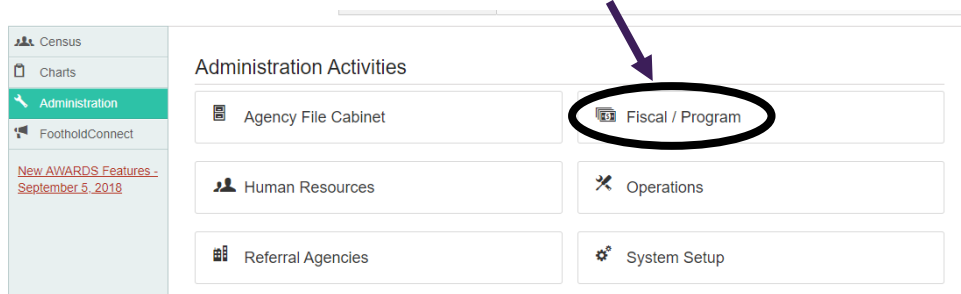 Census
Charts
Administration
FootholdConnect
New AWARDS Features -
September 5, 2018
Administration Activities
Agency File Cabinet
Fiscal / Program
Human Resources
Operations
Referral Agencies
System Setup